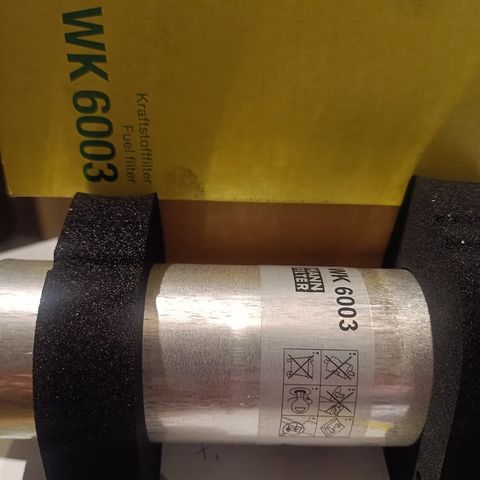 WK 6003
Kraftstofffilter
Fuel filter
WK 6003
MANN
FILTER